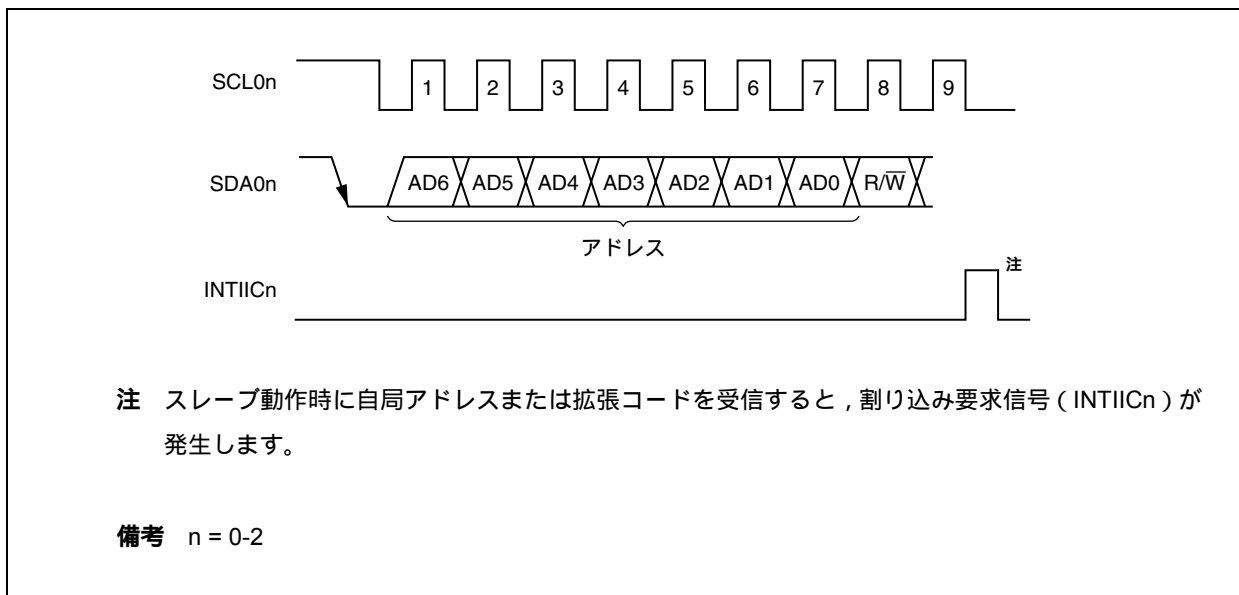 SCL0n
1 2 3 4 5 6 7 8 9
SDA0n
AD6 AD5 AD4 AD3 AD2 AD1 AD0 R/W̅
アドレス
INTIICn
注
注 スレーブ動作時に自局アドレスまたは拡張コードを受信すると,割り込み要求信号(INTIICn)が
発生します。
備考 n = 0-2